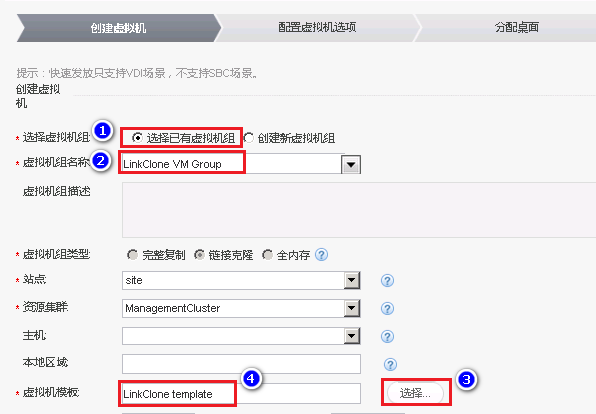 创建虚拟机 配置虚拟机选项 分配桌面
提示：快速发放只支持VDI场景，不支持SBC场景。
创建虚拟
机
* 选择虚拟机组: 1 选择已有虚拟机组 创建新虚拟机组
* 虚拟机组名称: 2 LinkClone VM Group
虚拟机组描述:
* 虚拟机组类型: 完整复制 链接克隆 全内存 ?
* 站点: site ?
* 资源集群: ManagementCluster ?
主机: ?
本地区域: ?
4 3
* 虚拟机模板: LinkClone template 选择...